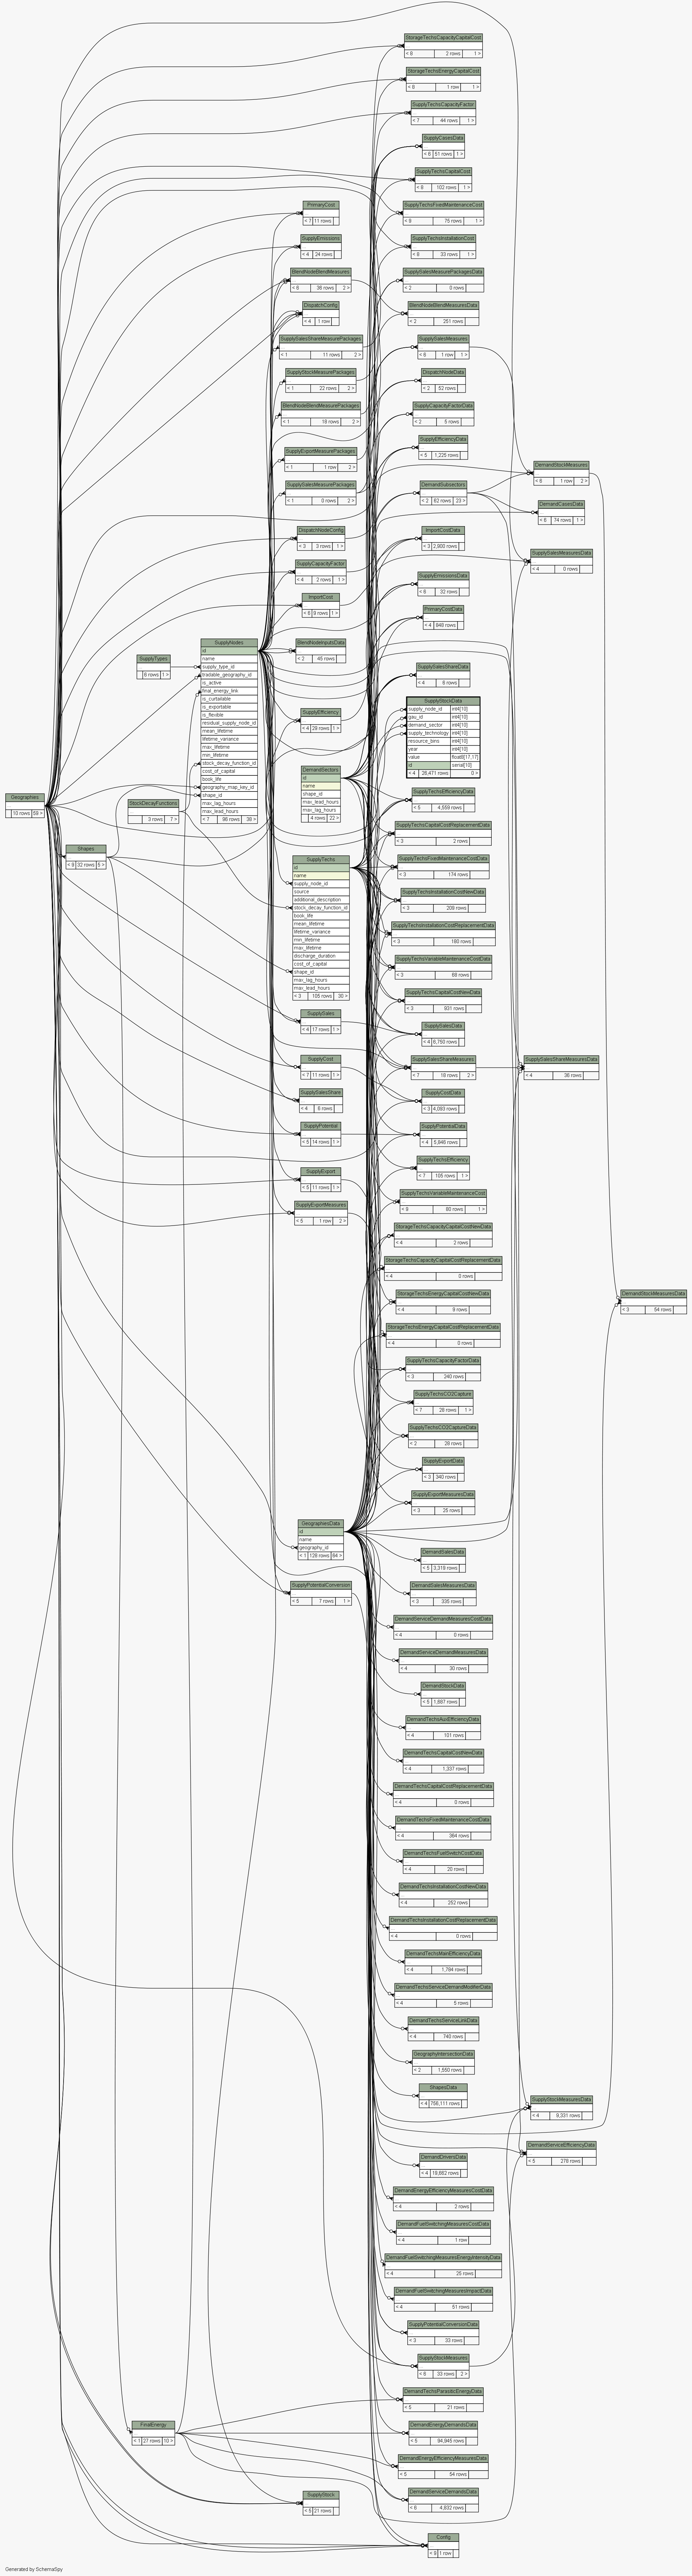 StorageTechsCapacityCapitalCost
< 8 2 rows 1 >
StorageTechsEnergyCapitalCost
< 8 1 row 1 >
SupplyTechsCapacityFactor
< 7 44 rows 1 >
SupplyCasesData
< 6 51 rows 1 >
SupplyTechsCapitalCost
< 8 102 rows 1 >
SupplyTechsFixedMaintenanceCost
< 9 75 rows 1 >
SupplyTechsInstallationCost
< 8 33 rows 1 >
SupplySalesMeasurePackagesData
< 2 0 rows
BlendNodeBlendMeasuresData
< 2 251 rows
SupplySalesMeasures
< 8 1 row 1 >
DispatchNodeData
< 2 52 rows
SupplyCapacityFactorData
< 2 5 rows
SupplyEfficiencyData
< 5 1,225 rows
DemandSubsectors
< 2 82 rows 23 >
ImportCostData
< 3 2,900 rows
SupplyEmissionsData
< 6 32 rows
PrimaryCostData
< 4 949 rows
SupplySalesShareData
< 4 6 rows
PrimaryCost
< 7 11 rows
SupplyEmissions
< 4 24 rows
BlendNodeBlendMeasures
< 6 36 rows 2 >
DispatchConfig
< 4 1 row
SupplySalesShareMeasurePackages
< 1 11 rows 2 >
SupplyStockMeasurePackages
< 1 22 rows 2 >
BlendNodeBlendMeasurePackages
< 1 18 rows 2 >
SupplyExportMeasurePackages
< 1 1 row 2 >
SupplySalesMeasurePackages
< 1 0 rows 2 >
DispatchNodeConfig
< 3 3 rows 1 >
SupplyCapacityFactor
< 4 2 rows 1 >
ImportCost
< 6 9 rows 1 >
BlendNodeInputsData
< 2 45 rows
SupplyEfficiency
< 4 29 rows 1 >
DemandStockMeasures
< 8 1 row 2 >
DemandCasesData
< 6 74 rows 1 >
SupplySalesMeasuresData
< 4 0 rows
SupplyTypes
6 rows 1 >
SupplyNodes
id
name
supply_type_id
tradable_geography_id
is_active
final_energy_link
is_curtailable
is_exportable
is_flexible
residual_supply_node_id
mean_lifetime
lifetime_variance
max_lifetime
min_lifetime
stock_decay_function_id
cost_of_capital
book_life
geography_map_key_id
shape_id
max_lag_hours
max_lead_hours
< 7 98 rows 38 >
SupplyStockData
supply_node_id int4[10]
gau_id int4[10]
demand_sector int4[10]
supply_technology int4[10]
resource_bins int4[10]
year int4[10]
value float8[17,17]
id serial[10]
< 4 26,471 rows 0 >
DemandSectors
id
name
shape_id
max_lead_hours
max_lag_hours
4 rows 22 >
Geographies
10 rows 59 >
StockDecayFunctions
3 rows 7 >
Shapes
< 9 32 rows 5 >
SupplyTechs
id
name
supply_node_id
source
additional_description
stock_decay_function_id
book_life
mean_lifetime
lifetime_variance
min_lifetime
max_lifetime
discharge_duration
cost_of_capital
shape_id
max_lag_hours
max_lead_hours
< 3 105 rows 30 >
SupplyTechsEfficiencyData
< 5 4,559 rows
SupplyTechsCapitalCostReplacementData
< 3 2 rows
SupplyTechsFixedMaintenanceCostData
< 3 174 rows
SupplyTechsInstallationCostNewData
< 3 209 rows
SupplyTechsInstallationCostReplacementData
< 3 180 rows
SupplyTechsVariableMaintenanceCostData
< 3 88 rows
SupplyTechsCapitalCostNewData
< 3 931 rows
SupplySalesData
< 4 6,750 rows
SupplySalesShareMeasures
< 7 18 rows 2 >
SupplySalesShareMeasuresData
< 4 36 rows
SupplyCostData
< 3 4,093 rows
SupplyPotentialData
< 4 5,846 rows
SupplyTechsEfficiency
< 7 105 rows 1 >
SupplyTechsVariableMaintenanceCost
< 9 80 rows 1 >
StorageTechsCapacityCapitalCostNewData
< 4 2 rows
StorageTechsCapacityCapitalCostReplacementData
< 4 0 rows
StorageTechsEnergyCapitalCostNewData
< 4 9 rows
StorageTechsEnergyCapitalCostReplacementData
< 4 0 rows
SupplyTechsCapacityFactorData
< 3 240 rows
SupplyTechsCO2Capture
< 7 26 rows 1 >
SupplyTechsCO2CaptureData
< 2 29 rows
SupplyExportData
< 3 340 rows
SupplyExportMeasuresData
< 3 25 rows
SupplySales
< 4 17 rows 1 >
SupplyCost
< 7 11 rows 1 >
SupplySalesShare
< 4 6 rows
SupplyPotential
< 5 14 rows 1 >
SupplyExport
< 5 11 rows 1 >
SupplyExportMeasures
< 5 1 row 2 >
DemandStockMeasuresData
< 3 54 rows
GeographiesData
id
name
geography_id
< 1 128 rows 84 >
SupplyPotentialConversion
< 5 7 rows 1 >
DemandSalesData
< 5 3,319 rows
DemandSalesMeasuresData
< 3 335 rows
DemandServiceDemandMeasuresCostData
< 4 0 rows
DemandServiceDemandMeasuresData
< 4 30 rows
DemandStockData
< 5 1,897 rows
DemandTechsAuxEfficiencyData
< 4 101 rows
DemandTechsCapitalCostNewData
< 4 1,337 rows
DemandTechsCapitalCostReplacementData
< 4 0 rows
DemandTechsFixedMaintenanceCostData
< 4 364 rows
DemandTechsFuelSwitchCostData
< 4 20 rows
DemandTechsInstallationCostNewData
< 4 252 rows
DemandTechsInstallationCostReplacementData
< 4 0 rows
DemandTechsMainEfficiencyData
< 4 1,784 rows
DemandTechsServiceDemandModifierData
< 4 5 rows
DemandTechsServiceLinkData
< 4 740 rows
GeographyIntersectionData
< 2 1,550 rows
ShapesData
< 4 756,111 rows
SupplyStockMeasuresData
< 4 9,331 rows
DemandServiceEfficiencyData
< 5 279 rows
DemandDriversData
< 4 19,662 rows
DemandEnergyEfficiencyMeasuresCostData
< 4 2 rows
DemandFuelSwitchingMeasuresCostData
< 4 1 row
DemandFuelSwitchingMeasuresEnergyIntensityData
< 4 25 rows
DemandFuelSwitchingMeasuresImpactData
< 4 51 rows
SupplyPotentialConversionData
< 3 33 rows
SupplyStockMeasures
< 8 33 rows 2 >
DemandTechsParasiticEnergyData
< 5 21 rows
FinalEnergy
< 1 27 rows 10 >
DemandEnergyDemandsData
< 6 94,945 rows
DemandEnergyEfficiencyMeasuresData
< 5 54 rows
SupplyStock
< 5 21 rows
DemandServiceDemandsData
< 6 4,832 rows
Config
< 9 1 row
Generated by SchemaSpy